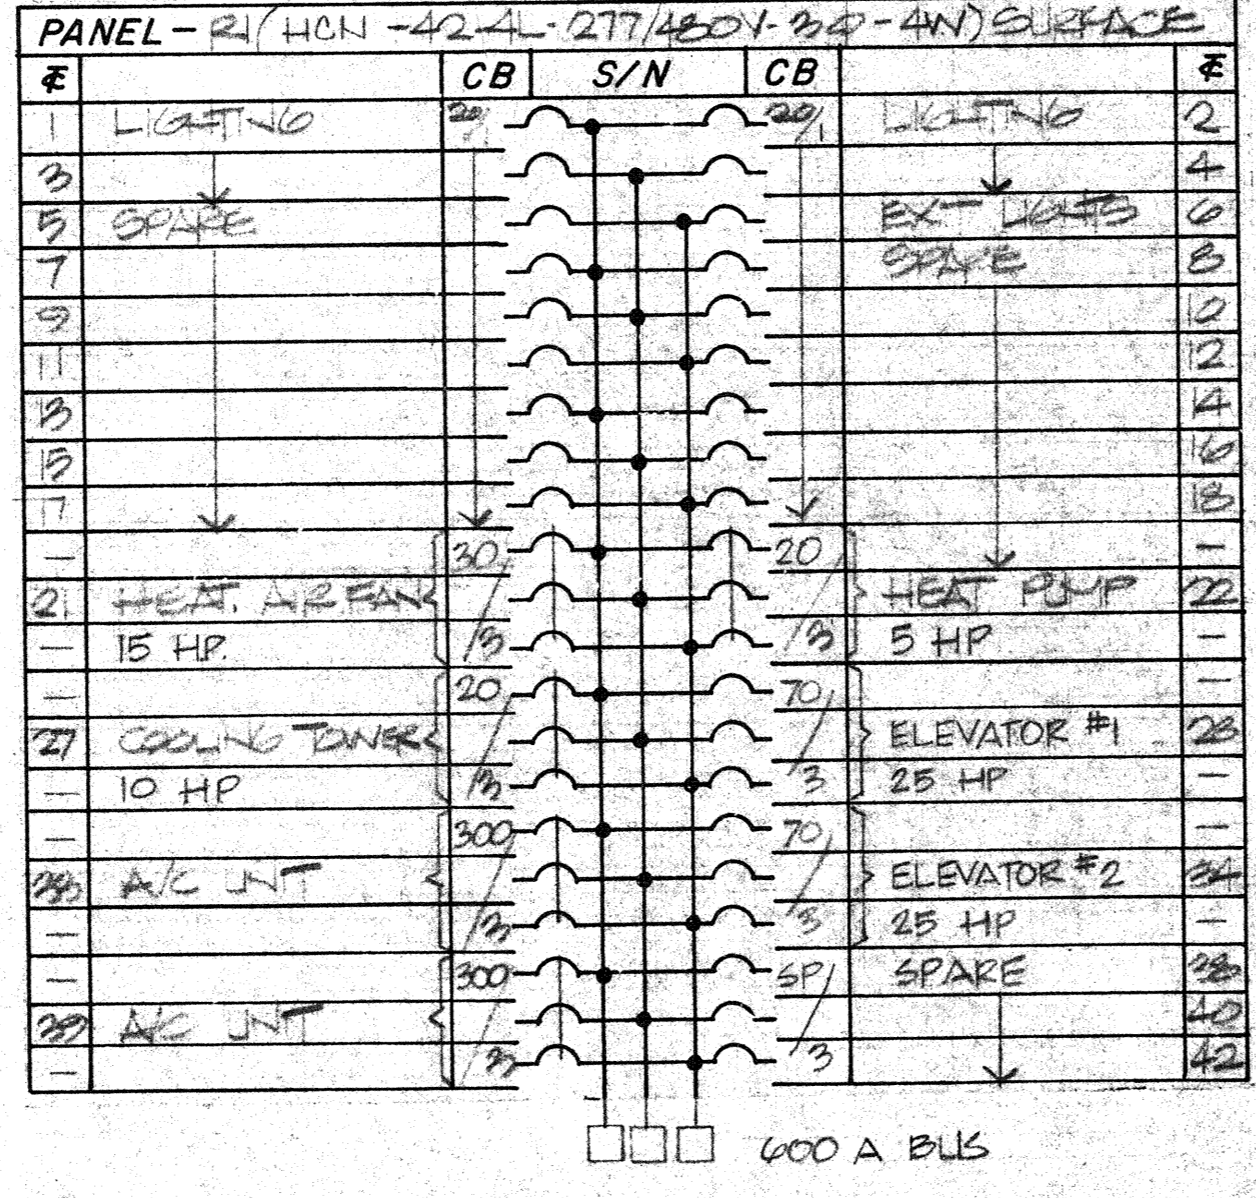 PANEL - R1 (HCN - 42-4L - 277/480V - 3Ø - 4W) SURFACE
CB S/N CB
1 LIGHTING 20/1 20/1 LIGHTING 2
3 4
5 SPARE EXT LIGHTS 6
7 SPARE 8
9 10
11 12
13 14
15 16
17 18
— 30 20 —
21 HEAT. AIR FAN / / HEAT PUMP 22
— 15 HP. 3 3 5 HP —
— 20 70 —
27 COOLING TOWER / / ELEVATOR #1 28
— 10 HP 3 3 25 HP —
— 300 70 —
33 A/C UNIT / / ELEVATOR #2 34
— 3 3 25 HP —
— 300 SP SPARE 38
39 A/C UNIT / / 40
— 3 3 42
600 A BUS